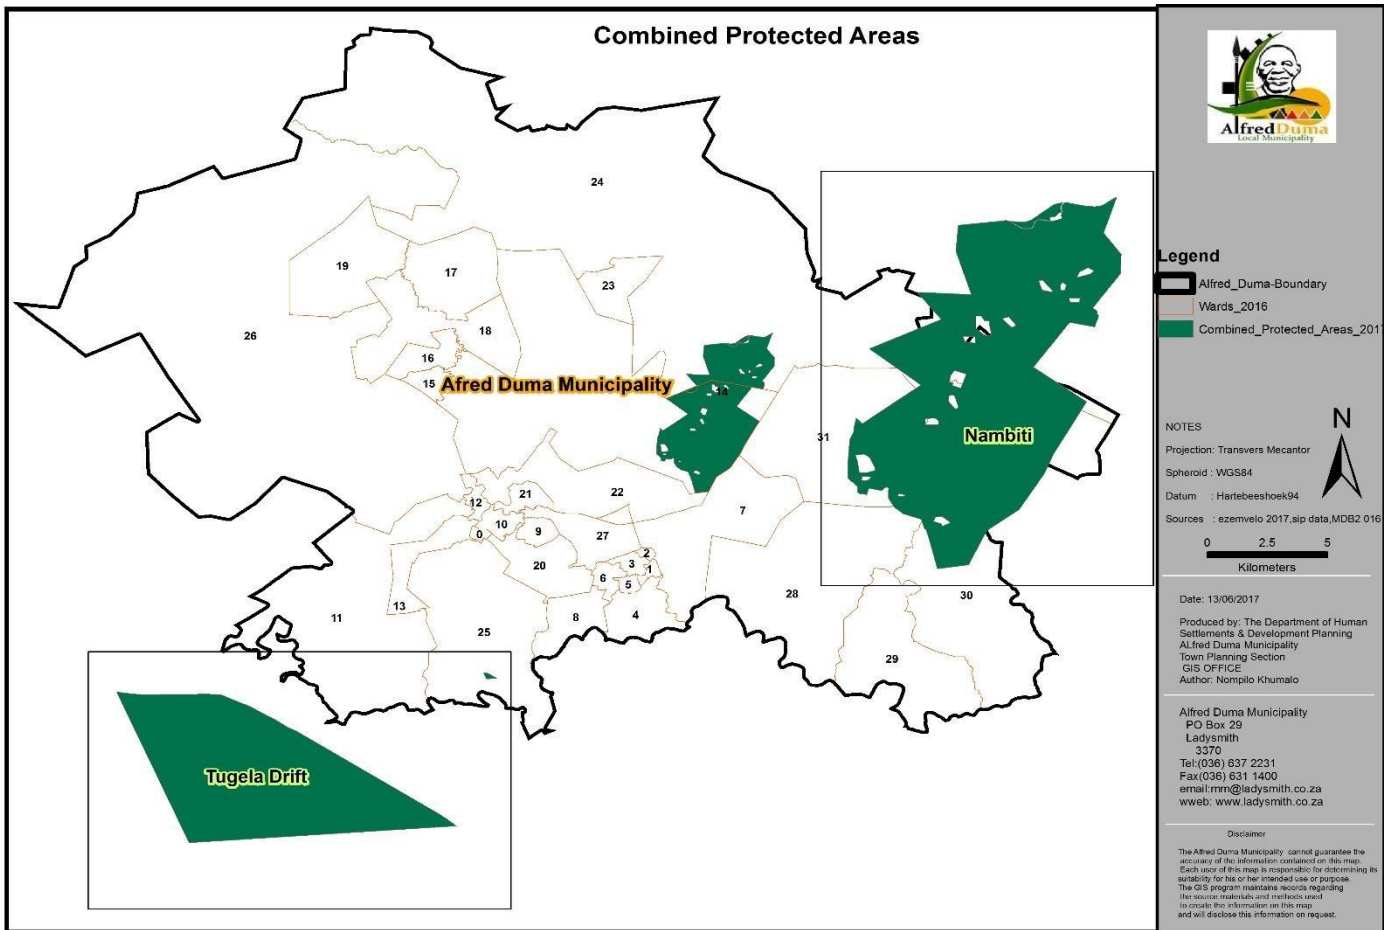 Combined Protected Areas
24
19
17
23
26
18
16
15
Afred Duma Municipality
14
31
Nambiti
12
21
22
10
9
7
0
27
2
20
3
1
6
5
28
30
13
11
8
4
25
29
Tugela Drift
AlfredDuma
Local Municipality
Legend
Alfred_Duma-Boundary
Wards_2016
Combined_Protected_Areas_2017
NOTES
N
Projection: Transvers Mecantor
Spheroid : WGS84
Datum : Hartebeeshoek94
Sources : ezemvelo 2017,sip data,MDB2 016
0 2.5 5
Kilometers
Date: 13/06/2017
Produced by: The Department of Human
Settlements & Development Planning
ALfred Duma Municipality
Town Planning Section
GIS OFFICE
Author: Nompilo Khumalo
Alfred Duma Municipality
PO Box 29
Ladysmith
3370
Tel:(036) 637 2231
Fax(036) 631 1400
email:mm@ladysmith.co.za
wweb: www.ladysmith.co.za
Disclaimer
The Alfred Duma Municipality cannot guarantee the
accuracy of the information contained on this map.
Each user of this map is responsible for determining its
suitability for his or her intended use or purpose.
The GIS program maintains records regarding
the source materials and methods used
to create the information on this map
and will disclose this information on request.